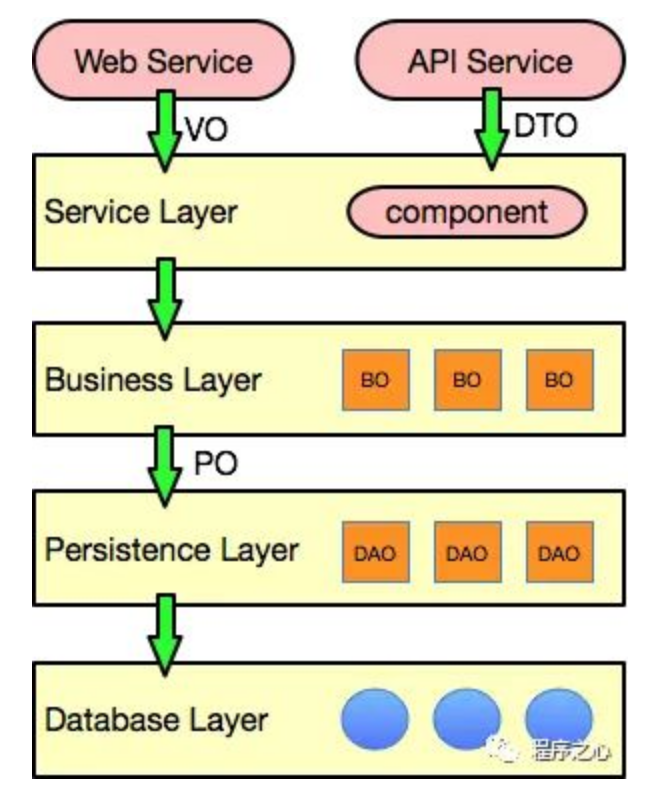 Web Service
API Service
VO
DTO
Service Layer
component
Business Layer
BO
BO
BO
PO
Persistence Layer
DAO
DAO
DAO
Database Layer
程序之心